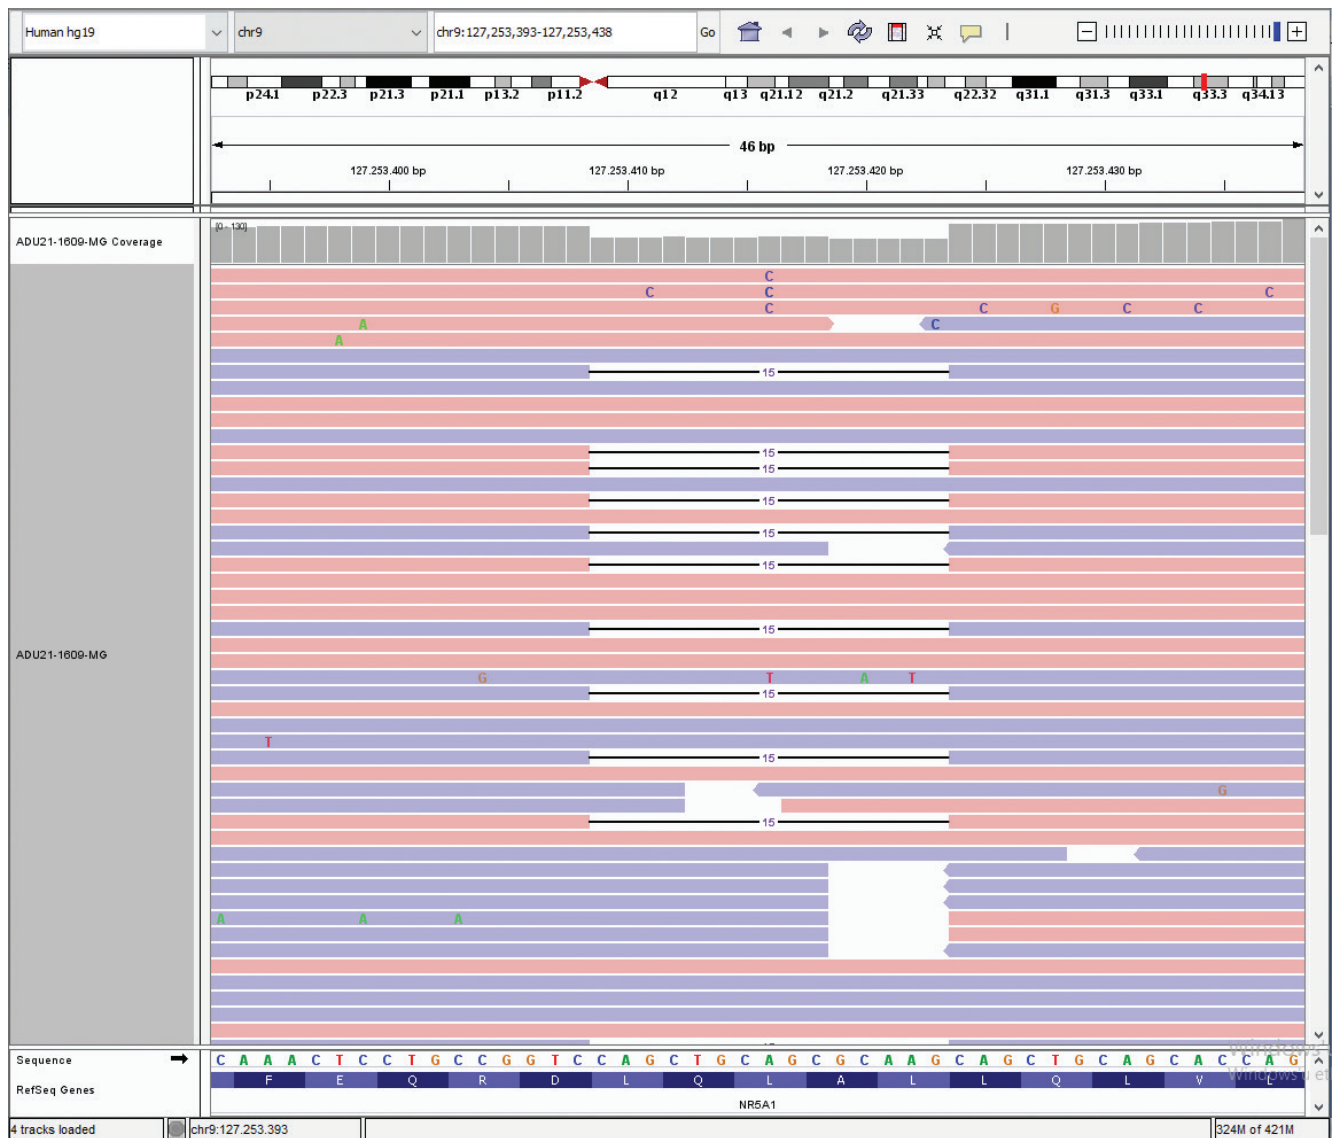 Human hg19 chr9 chr9:127,253,393-127,253,438 Go
p24.1 p22.3 p21.3 p21.1 p13.2 p11.2 q12 q13 q21.12 q21.2 q21.33 q22.32 q31.1 q31.3 q33.1 q33.3 q34.13
46 bp
127.253.400 bp 127.253.410 bp 127.253.420 bp 127.253.430 bp
[0 - 130]
ADU21-1609-MG Coverage
C
C C C
C C G C C
A C
A
15
15
15
15
15
15
15
ADU21-1609-MG
G T A T
15
T
15
G
15
A A A
Sequence C A A A C T C C T G C C G G T C C A G C T G C A G C G C A A G C A G C T G C A G C A C C A G
F E Q R D L Q L A L L Q L V L
RefSeq Genes
NR5A1
4 tracks loaded chr9:127.253.393 324M of 421M